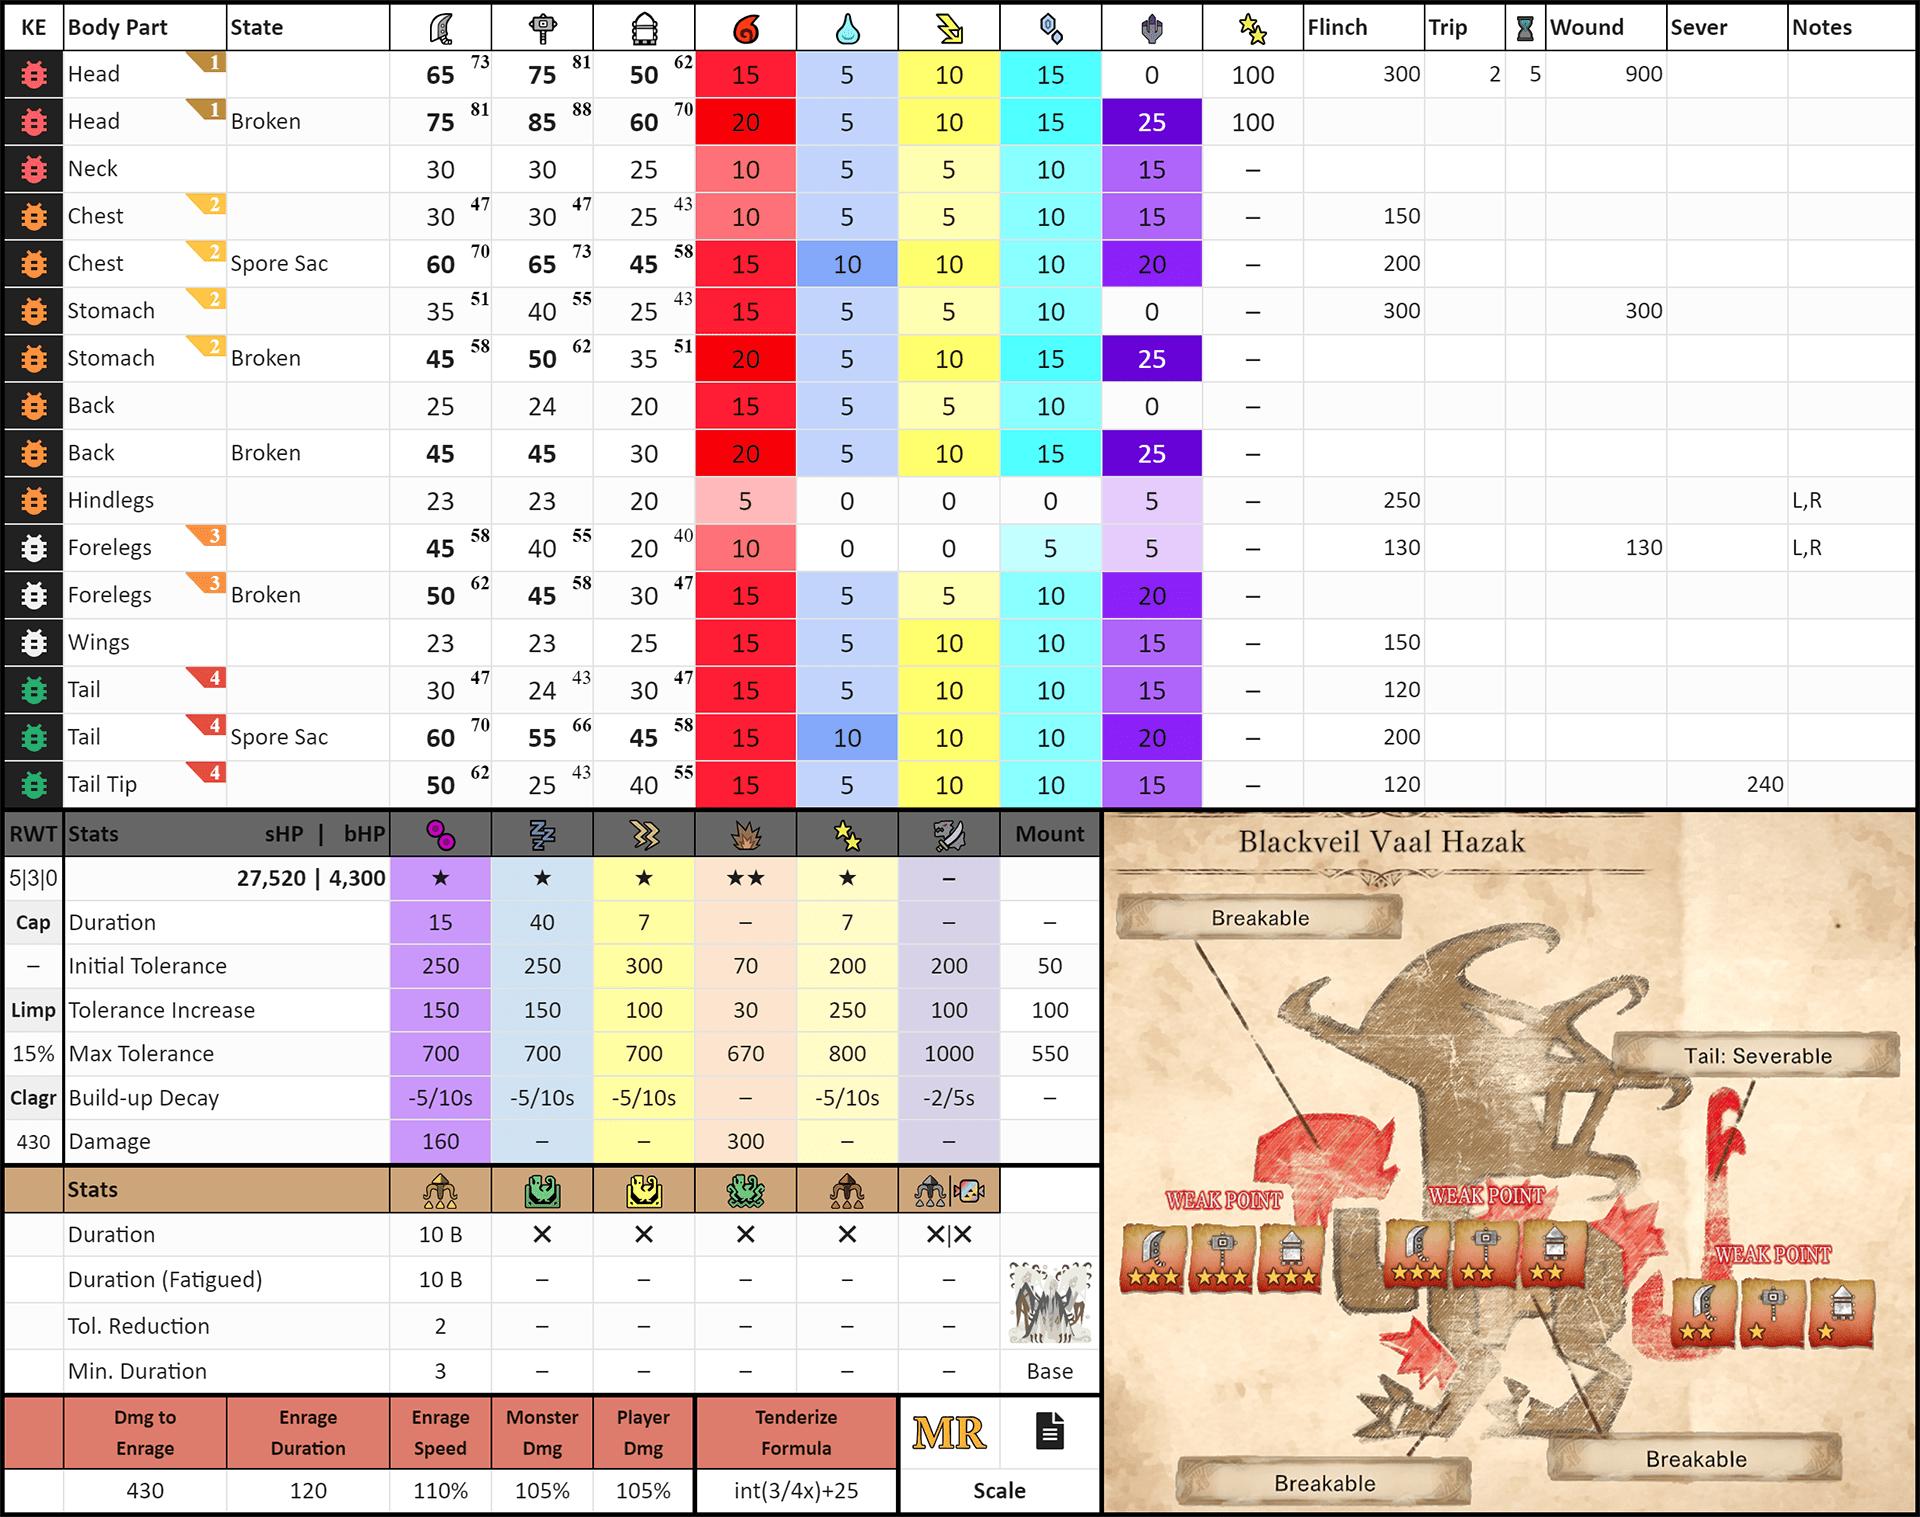 KE Body Part State Flinch Trip Wound Sever Notes
Head 1 65 73 75 81 50 62 15 5 10 15 0 100 300 2 5 900
Head 1 Broken 75 81 85 88 60 70 20 5 10 15 25 100
Neck 30 30 25 10 5 5 10 15 –
Chest 2 30 47 30 47 25 43 10 5 5 10 15 – 150
Chest 2 Spore Sac 60 70 65 73 45 58 15 10 10 10 20 – 200
Stomach 2 35 51 40 55 25 43 15 5 5 10 0 – 300 300
Stomach 2 Broken 45 58 50 62 35 51 20 5 10 15 25 –
Back 25 24 20 15 5 5 10 0 –
Back Broken 45 45 30 20 5 10 15 25 –
Hindlegs 23 23 20 5 0 0 0 5 – 250 L,R
Forelegs 3 45 58 40 55 20 40 10 0 0 5 5 – 130 130 L,R
Forelegs 3 Broken 50 62 45 58 30 47 15 5 5 10 20 –
Wings 23 23 25 15 5 10 10 15 – 150
Tail 4 30 47 24 43 30 47 15 5 10 10 15 – 120
Tail 4 Spore Sac 60 70 55 66 45 58 15 10 10 10 20 – 200
Tail Tip 4 50 62 25 43 40 55 15 5 10 10 15 – 120 240
RWT Stats sHP | bHP Mount
5|3|0 27,520 | 4,300 ★ ★ ★ ★★ ★ –
Cap Duration 15 40 7 – 7 – –
– Initial Tolerance 250 250 300 70 200 200 50
Limp Tolerance Increase 150 150 100 30 250 100 100
15% Max Tolerance 700 700 700 670 800 1000 550
Clagr Build-up Decay -5/10s -5/10s -5/10s – -5/10s -2/5s –
430 Damage 160 – – 300 – –
Stats
Duration 10 B ✕ ✕ ✕ ✕ ✕|✕
Duration (Fatigued) 10 B – – – – –
Tol. Reduction 2 – – – – –
Min. Duration 3 – – – – – Base
Dmg to Enrage Enrage Monster Player Tenderize
Enrage Duration Speed Dmg Dmg Formula MR
430 120 110% 105% 105% int(3/4x)+25 Scale
Blackveil Vaal Hazak
Breakable
Tail: Severable
WEAK POINT
WEAK POINT
WEAK POINT
Breakable
Breakable